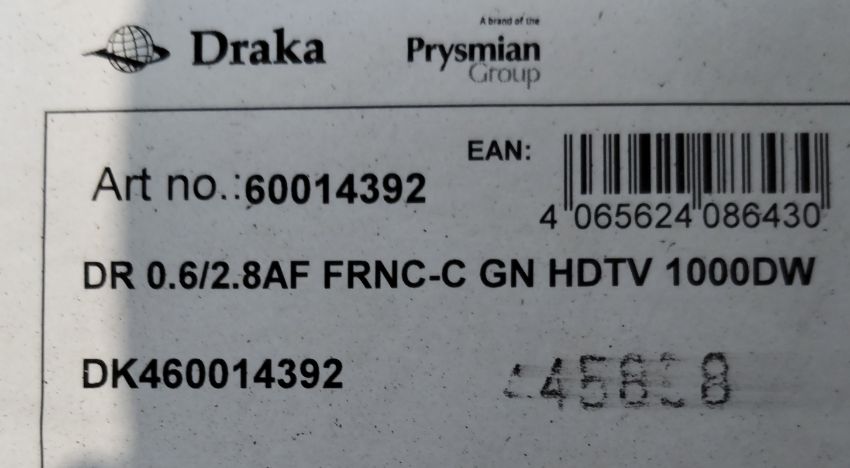 Draka
A brand of the
Prysmian
Group
EAN:
4 065624 086430
Art no.:60014392
DR 0.6/2.8AF FRNC-C GN HDTV 1000DW
DK460014392